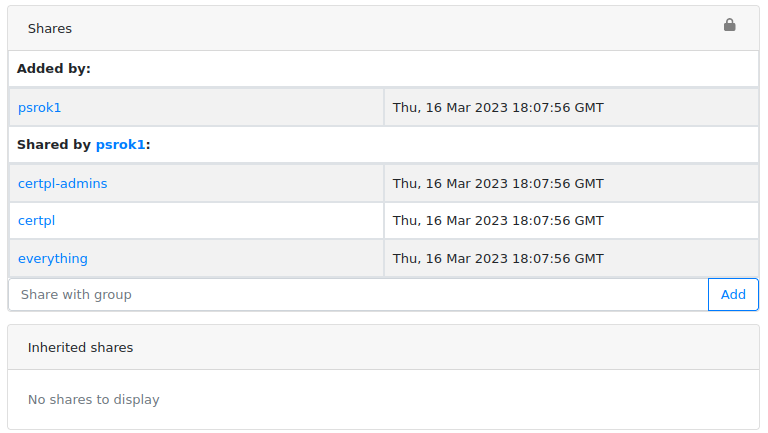 Shares
Added by:
psrok1 Thu, 16 Mar 2023 18:07:56 GMT
Shared by psrok1:
certpl-admins Thu, 16 Mar 2023 18:07:56 GMT
certpl Thu, 16 Mar 2023 18:07:56 GMT
everything Thu, 16 Mar 2023 18:07:56 GMT
Share with group Add
Inherited shares
No shares to display